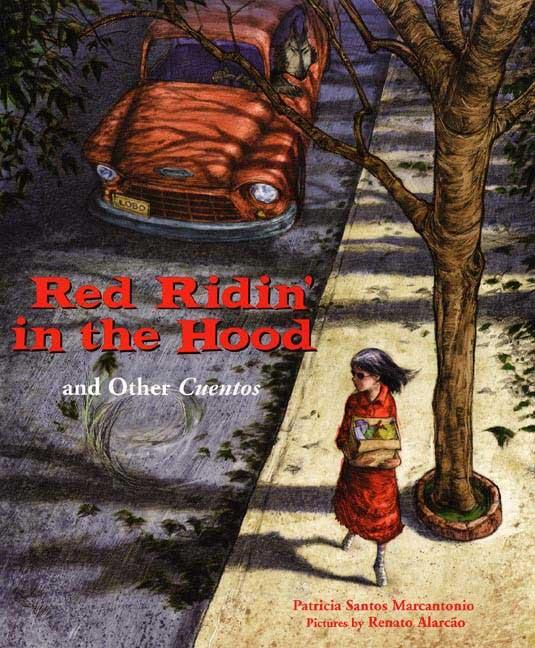 LOBO
Red Ridin'
in the Hood
and Other Cuentos
Patricia Santos Marcantonio
Pictures by Renato Alarcão